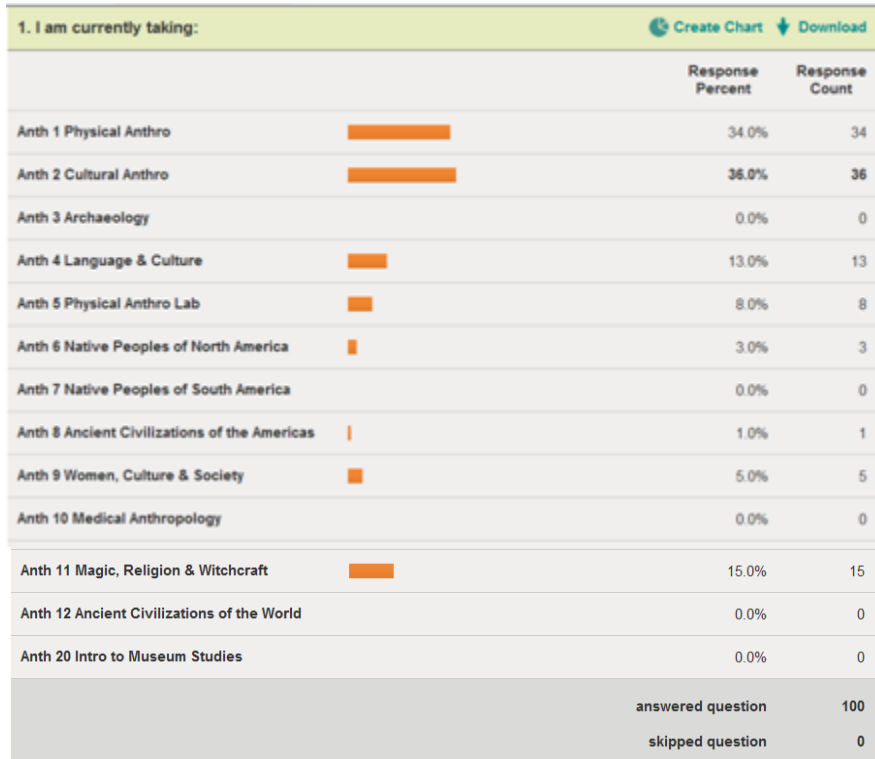 1. I am currently taking: Create Chart Download
Response Percent Response Count
Anth 1 Physical Anthro 34.0% 34
Anth 2 Cultural Anthro 36.0% 36
Anth 3 Archaeology 0.0% 0
Anth 4 Language & Culture 13.0% 13
Anth 5 Physical Anthro Lab 8.0% 8
Anth 6 Native Peoples of North America 3.0% 3
Anth 7 Native Peoples of South America 0.0% 0
Anth 8 Ancient Civilizations of the Americas 1.0% 1
Anth 9 Women, Culture & Society 5.0% 5
Anth 10 Medical Anthropology 0.0% 0
Anth 11 Magic, Religion & Witchcraft 15.0% 15
Anth 12 Ancient Civilizations of the World 0.0% 0
Anth 20 Intro to Museum Studies 0.0% 0
answered question 100
skipped question 0